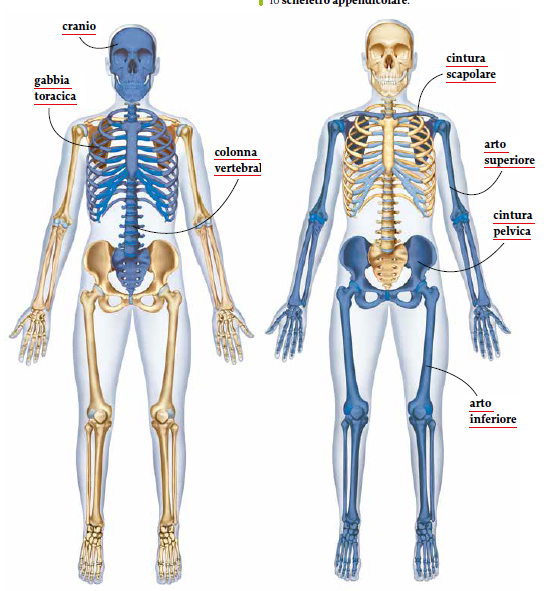 lo scheletro appendicolare.
cranio
gabbia
toracica
colonna
vertebral
cintura
scapolare
arto
superiore
cintura
pelvica
arto
inferiore